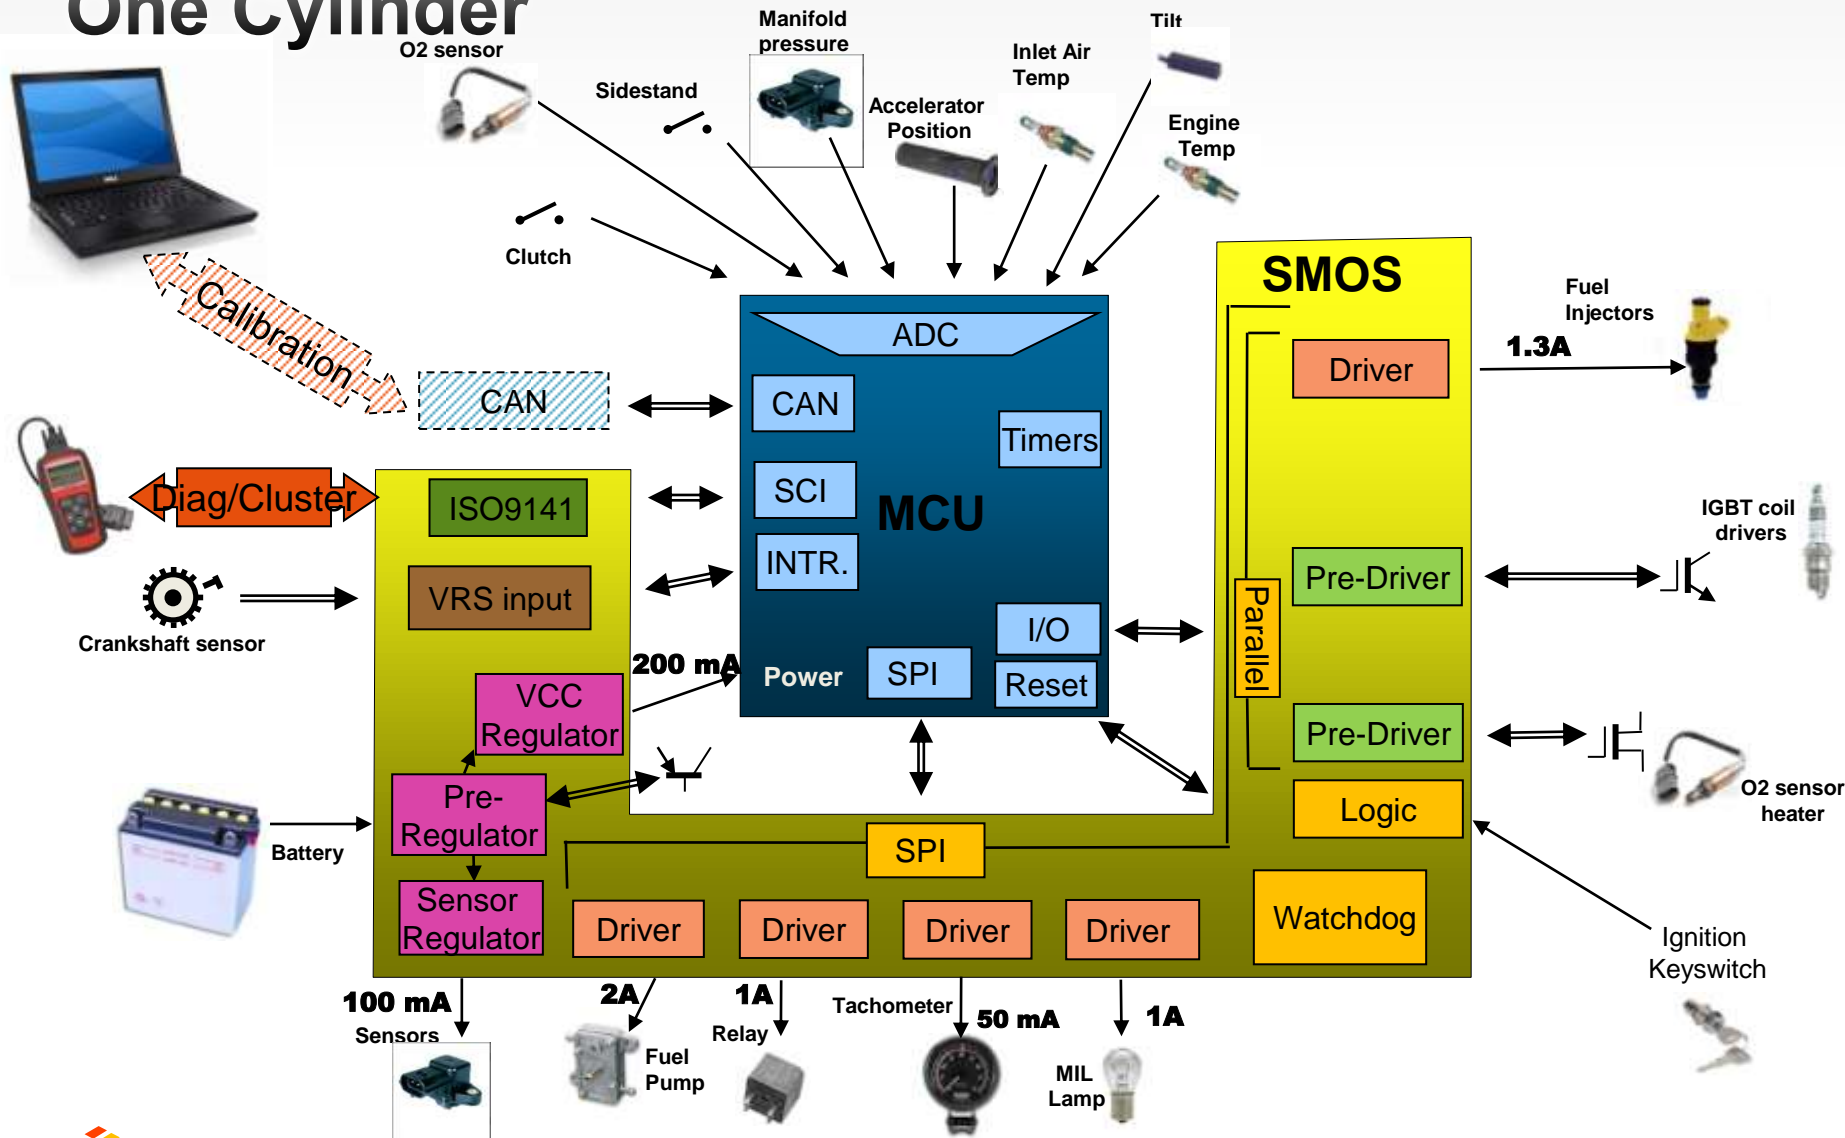 One Cylinder
O2 sensor
Manifold
pressure
Tilt
Inlet Air
Temp
Sidestand
Accelerator
Position
Engine
Temp
Clutch
SMOS
Fuel
Injectors
1.3A
Calibration
ADC
CAN
CAN
Timers
Driver
Diag/Cluster
ISO9141
SCI
MCU
IGBT coil
drivers
VRS input
INTR.
Pre-Driver
Parallel
Crankshaft sensor
I/O
200 mA
Power
SPI
Reset
VCC
Regulator
Pre-Driver
O2 sensor
heater
Pre-
Regulator
Logic
Battery
SPI
Sensor
Regulator
Driver
Driver
Driver
Driver
Watchdog
Ignition
Keyswitch
100 mA
Sensors
2A
Fuel
Pump
1A
Relay
Tachometer
50 mA
1A
MIL
Lamp